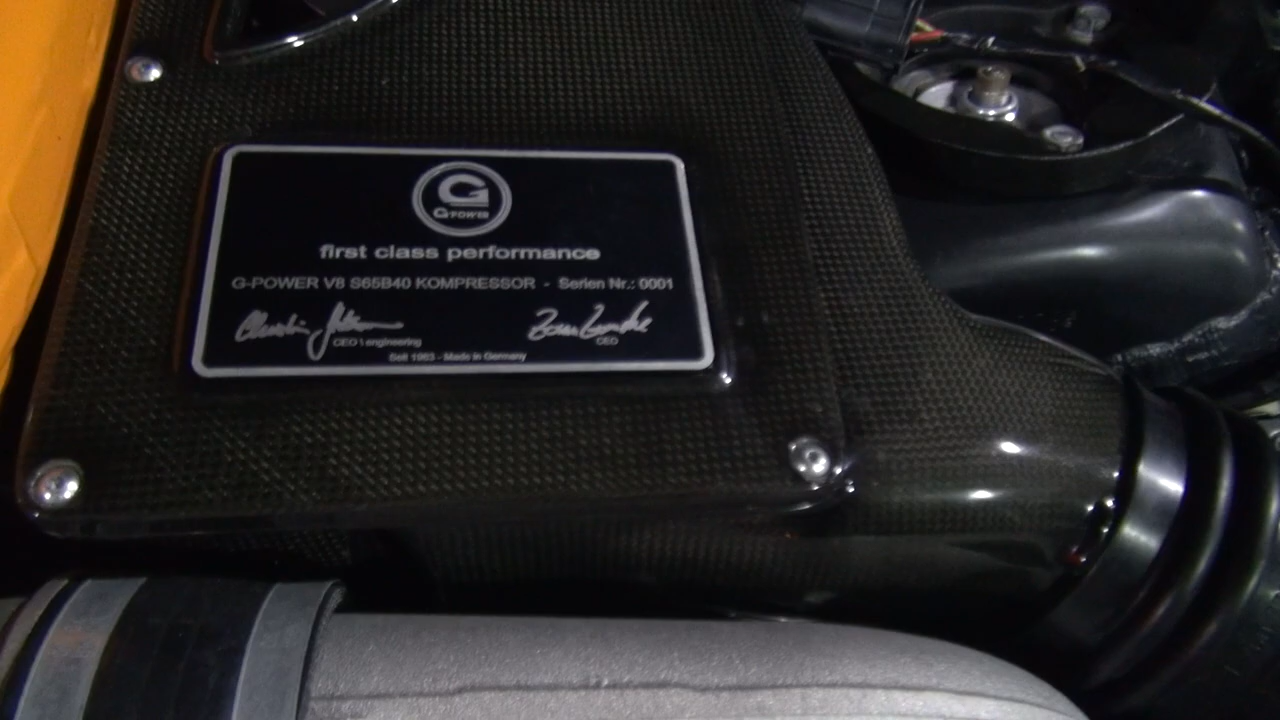 G
G-POWER
first class performance
G-POWER V8 S65B40 KOMPRESSOR - Serien Nr.: 0001
CEO \ engineering
CEO
Seit 1983 - Made in Germany